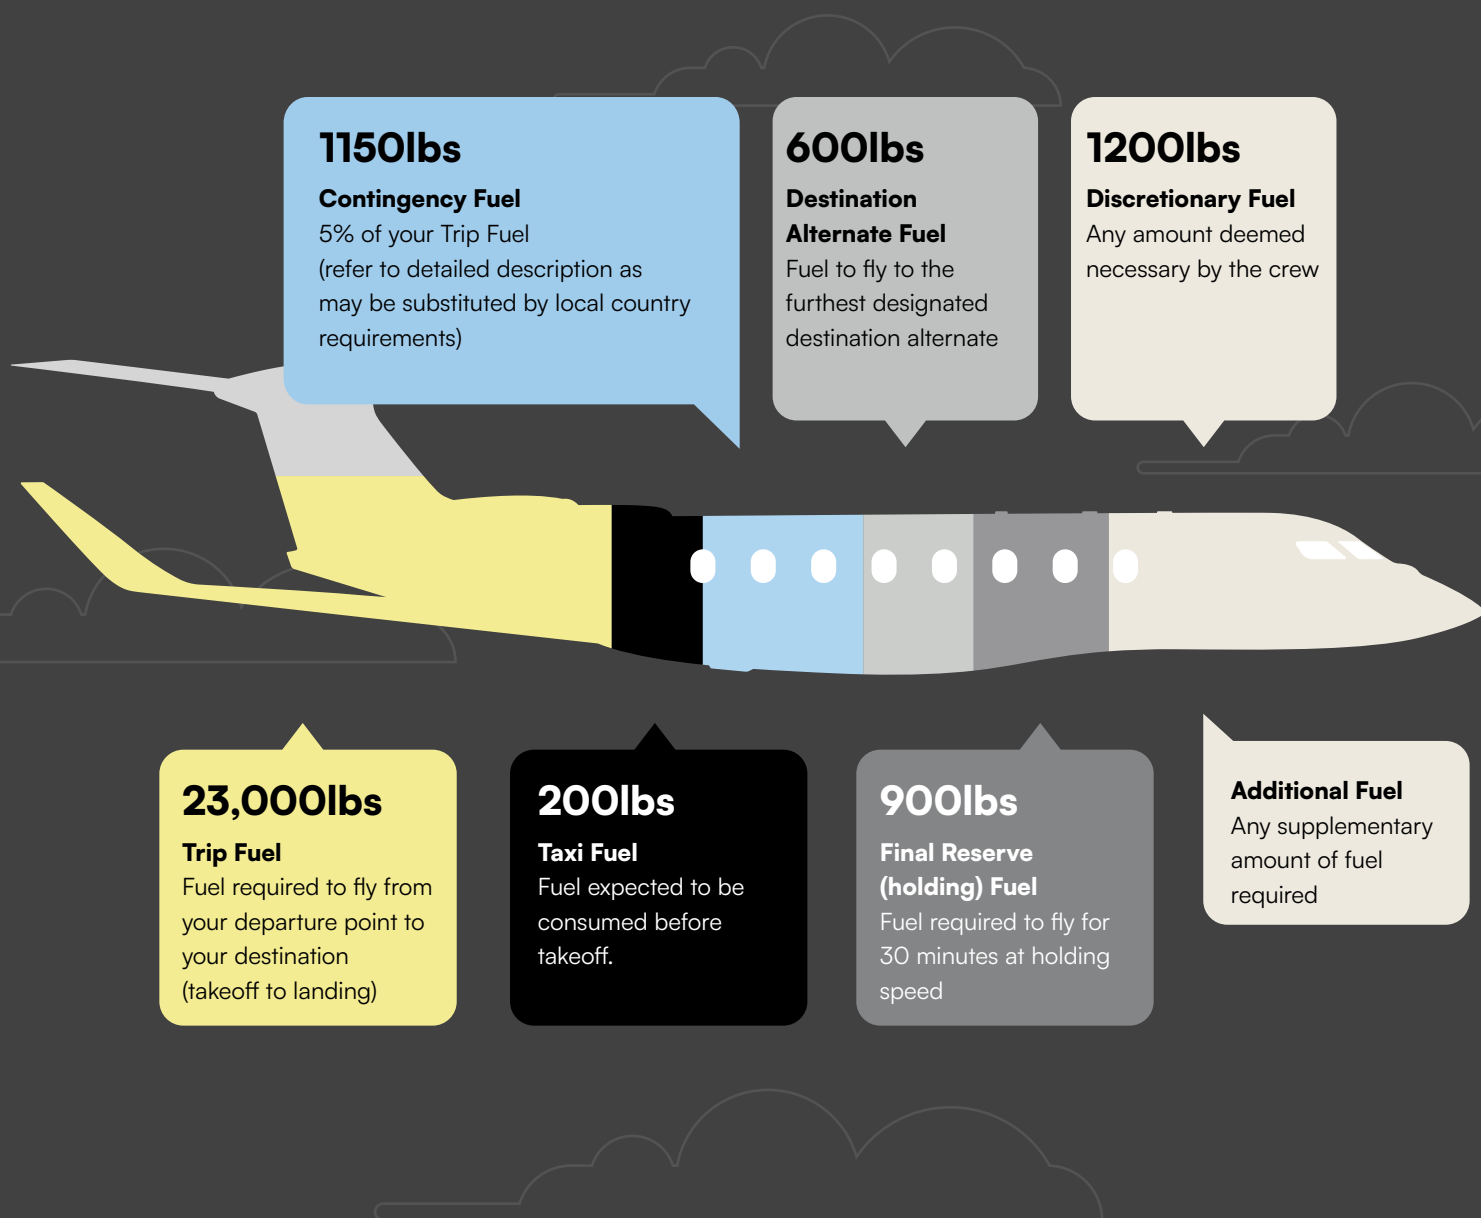 1150lbs
Contingency Fuel
5% of your Trip Fuel
(refer to detailed description as
may be substituted by local country
requirements)
600lbs
Destination
Alternate Fuel
Fuel to fly to the
furthest designated
destination alternate
1200lbs
Discretionary Fuel
Any amount deemed
necessary by the crew
23,000lbs
Trip Fuel
Fuel required to fly from
your departure point to
your destination
(takeoff to landing)
200lbs
Taxi Fuel
Fuel expected to be
consumed before
takeoff.
900lbs
Final Reserve
(holding) Fuel
Fuel required to fly for
30 minutes at holding
speed
Additional Fuel
Any supplementary
amount of fuel
required